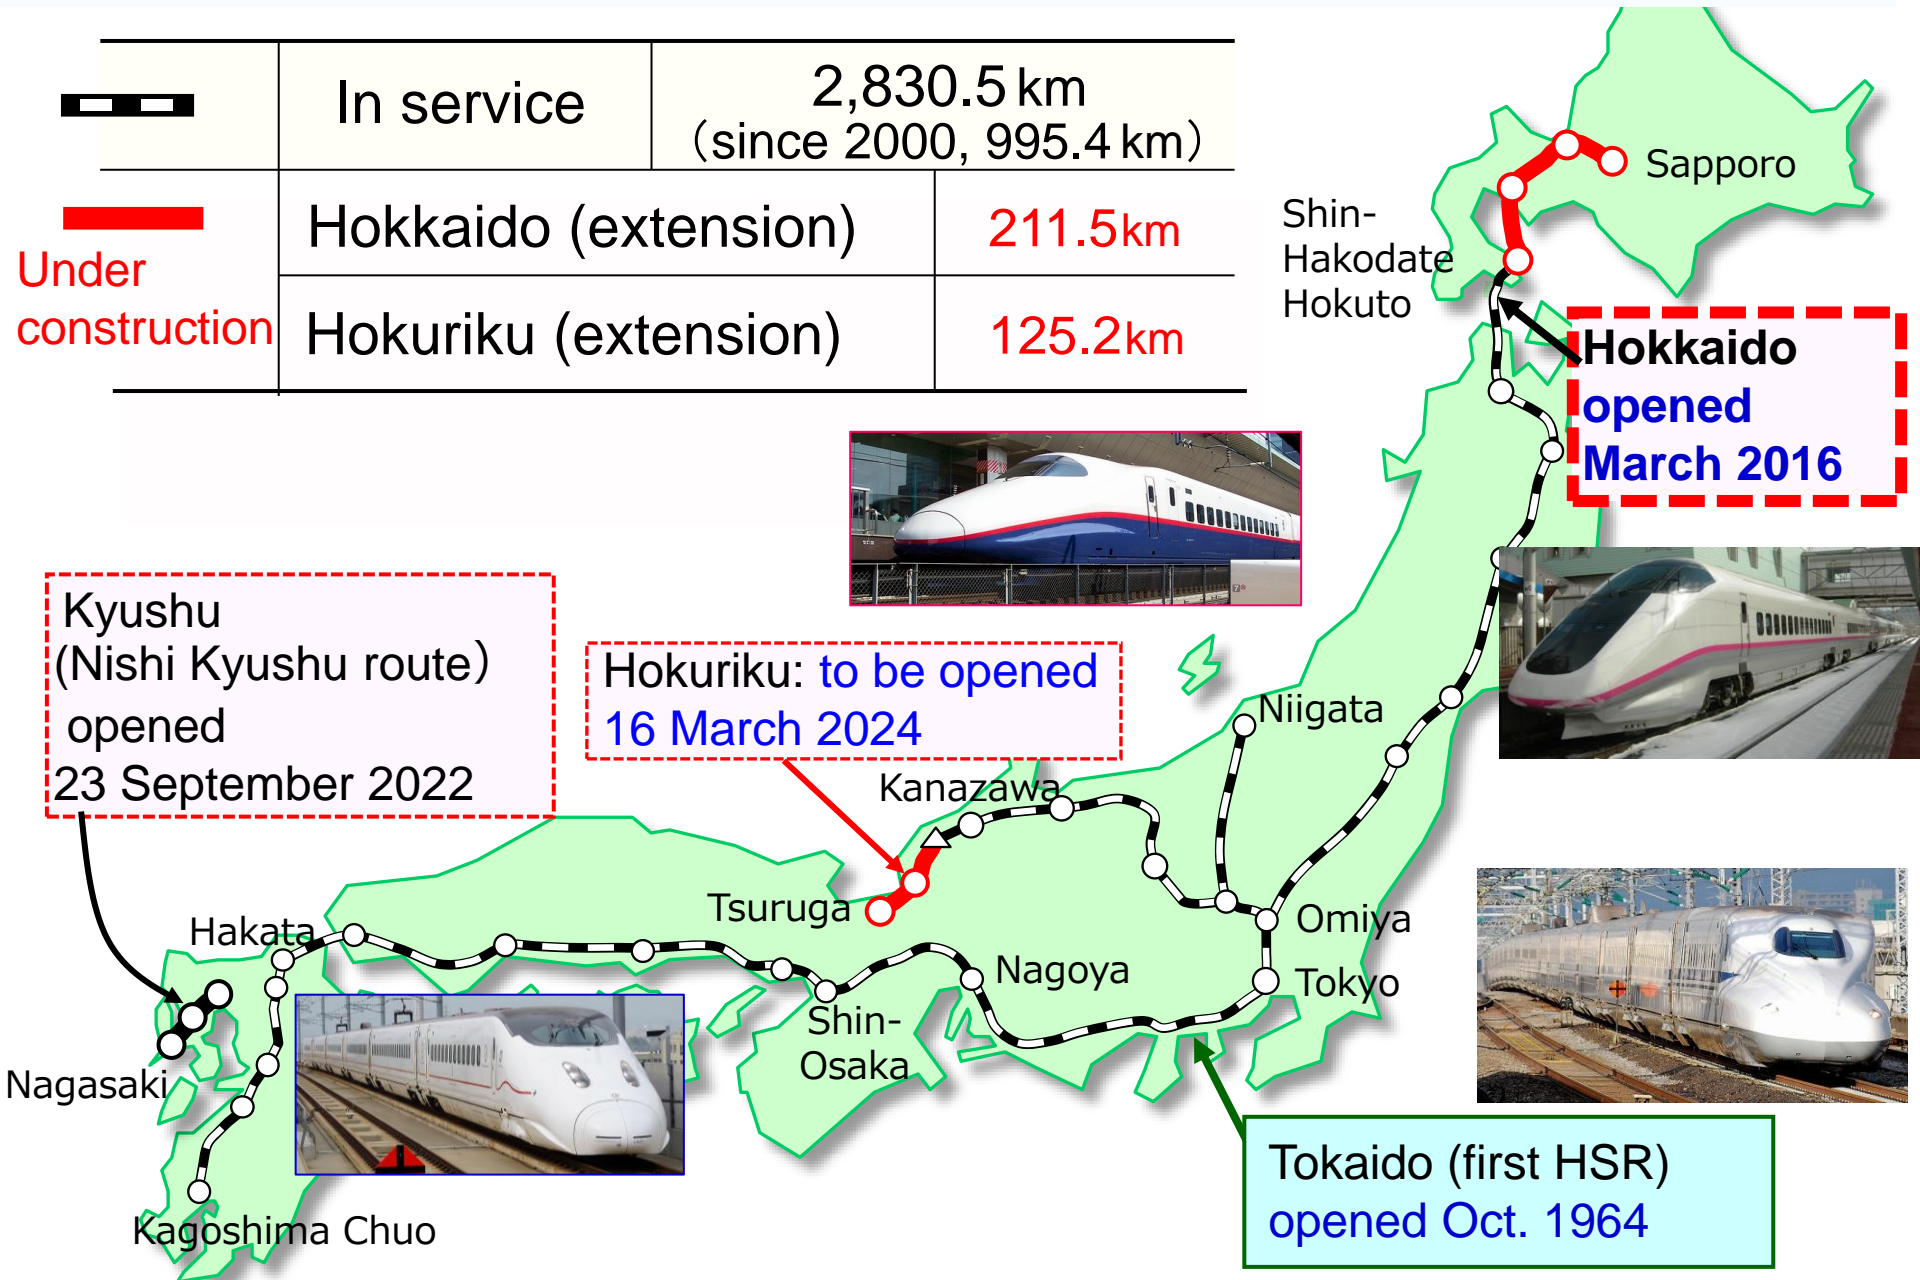 In service
2,830.5 km
（since 2000, 995.4 km）
Under
construction
Hokkaido (extension)
211.5km
Hokuriku (extension)
125.2km
Sapporo
Shin-
Hakodate
Hokuto
Hokkaido
opened
March 2016
Kyushu
(Nishi Kyushu route）
opened
23 September 2022
Hokuriku: to be opened
16 March 2024
Niigata
Kanazawa
Tsuruga
Hakata
Omiya
Nagoya
Tokyo
Shin-
Osaka
Nagasaki
Kagoshima Chuo
Tokaido (first HSR)
opened Oct. 1964